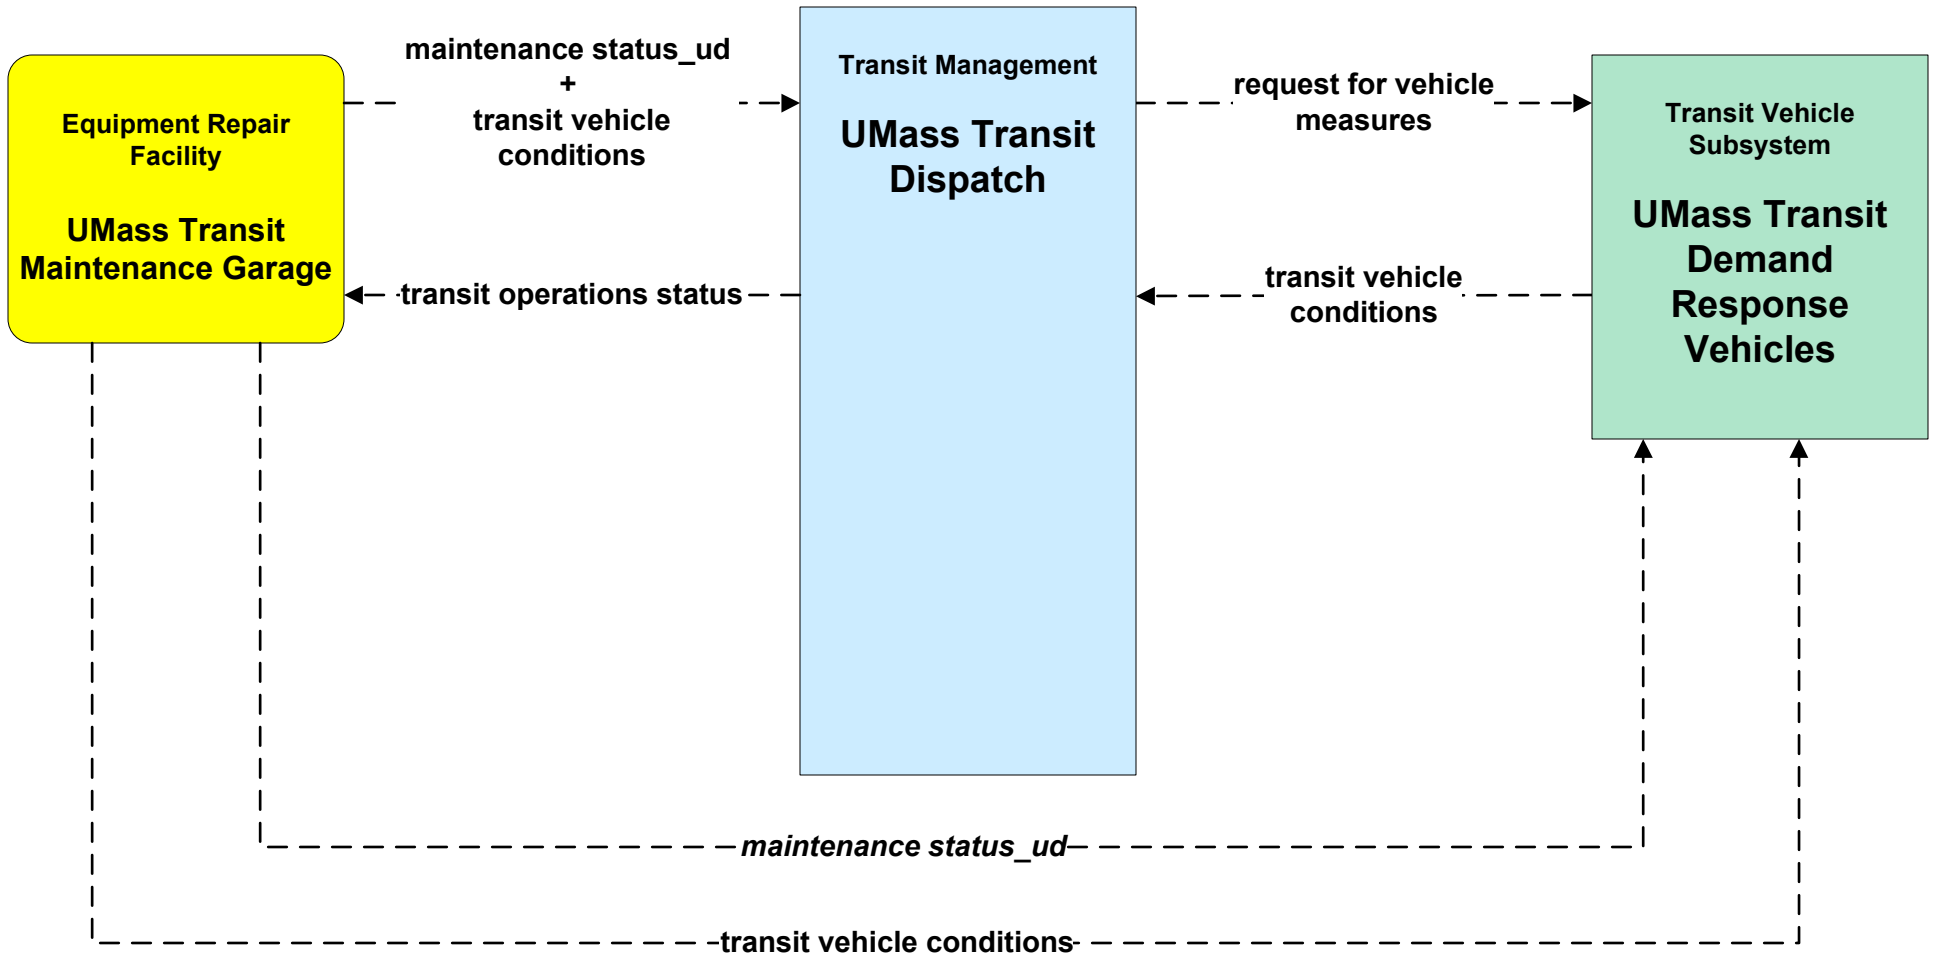 Equipment Repair
Facility
UMass Transit
Maintenance Garage
maintenance status_ud
+
transit vehicle
conditions
transit operations status
Transit Management
UMass Transit
Dispatch
request for vehicle
measures
transit vehicle
conditions
Transit Vehicle
Subsystem
UMass Transit
Demand
Response
Vehicles
maintenance status_ud
transit vehicle conditions